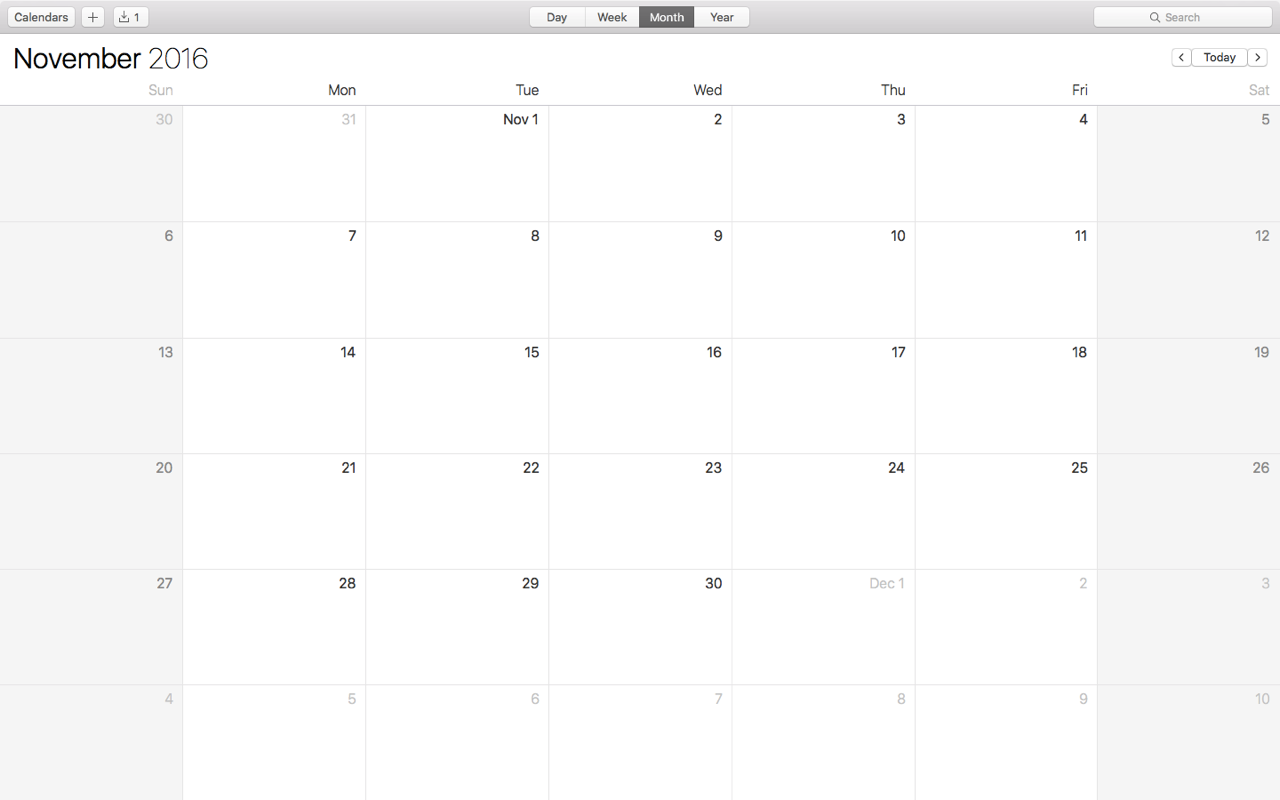 Calendars 1 Day Week Month Year Search
November 2016 Today
Sun Mon Tue Wed Thu Fri Sat
30 31 Nov 1 2 3 4 5
6 7 8 9 10 11 12
13 14 15 16 17 18 19
20 21 22 23 24 25 26
27 28 29 30 Dec 1 2 3
4 5 6 7 8 9 10